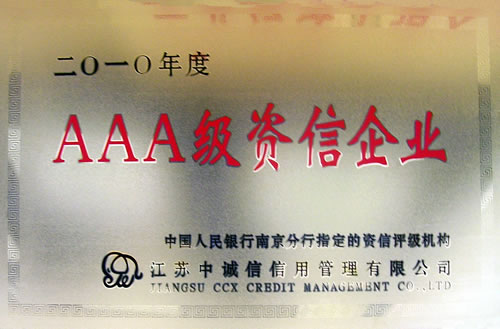 二〇一〇年度
AAA级资信企业
中国人民银行南京分行指定的资信评级机构
江苏中诚信信用管理有限公司
JIANGSU CCX CREDIT MANAGEMENT CO.,LTD